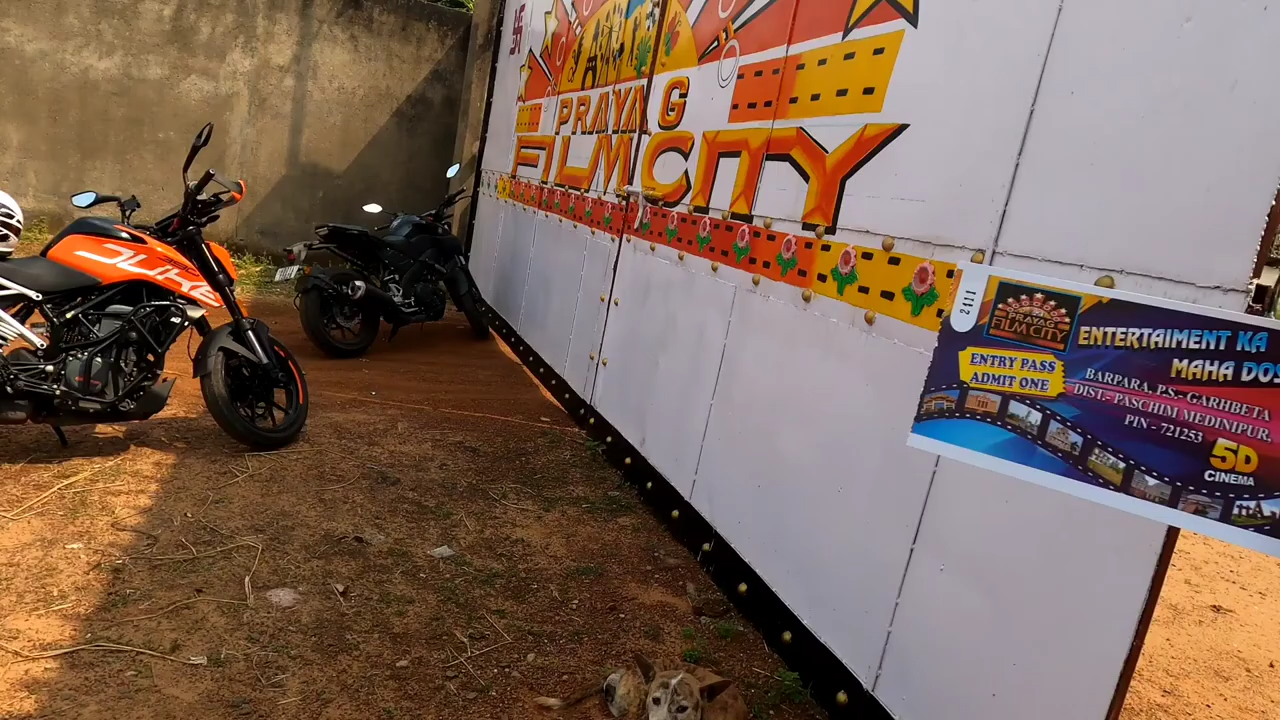 PRAYAG
FILM CITY
DUKE
2411
PRAYAG
FILM CITY
ENTRY PASS
ADMIT ONE
ENTERTAIMENT KA
MAHA DOS
BARPARA, P.S.- GARHBETA
DIST.- PASCHIM MEDINIPUR,
PIN - 721253
5D
CINEMA